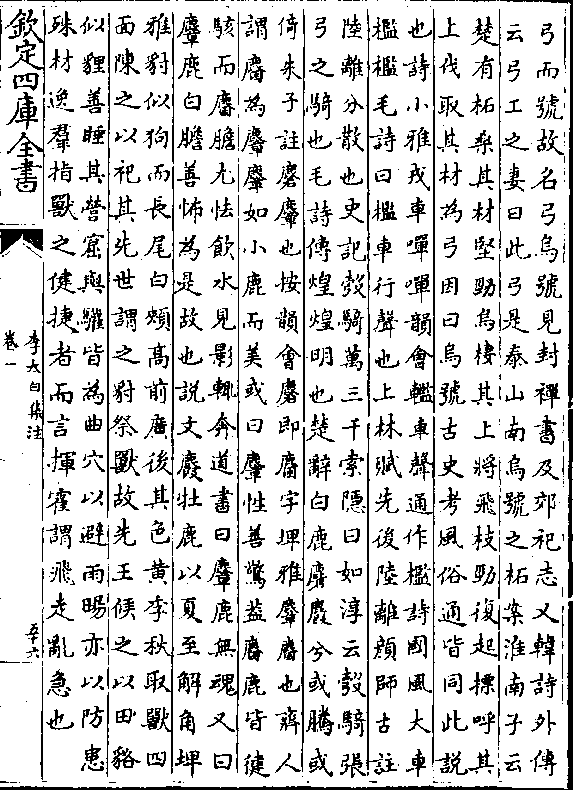 弓而號故名弓烏號見封禪書及郊祀志又韓詩外傳
云弓工之妻曰此弓是泰山南烏號之柘案淮南子云
楚有柘桑其材堅勁烏棲其上將飛枝勁復起摽呼其
上伐取其材為弓因曰烏號古史考風俗通皆同此說
也詩小雅戎車嘽嘽韻會轞車聲通作檻詩國風大車
檻檻毛詩曰檻車行聲也上林賦先後陸離顏師古註
陸離分散也史記彀騎萬三千索隱曰如淳云彀騎張
弓之騎也毛詩傳煌煌明也楚辭白鹿麏麚兮或騰或
倚朱子註麏麞也按韻會麏即麕字埤雅麞麕也齊人
謂麕為麞麞如小鹿而美或曰麞性善驚葢麕鹿皆健
駭而麕膽尤怯飲水見影輒奔道書曰麞鹿無魂又曰
麞鹿白膽善怖為是故也說文麚牡鹿以夏至解角埤
雅豺似狗而長尾白頰髙前廣後其色黃季秋取獸四
面陳之以祀其先世謂之豺祭獸故先王候之以田貉
似貍善睡其營窟與貛皆為曲穴以避雨暘亦以防患
殊材逸羣指獸之健捷者而言揮霍謂飛走亂急也
欽定四庫全書
李太白集注
卷一
五十六